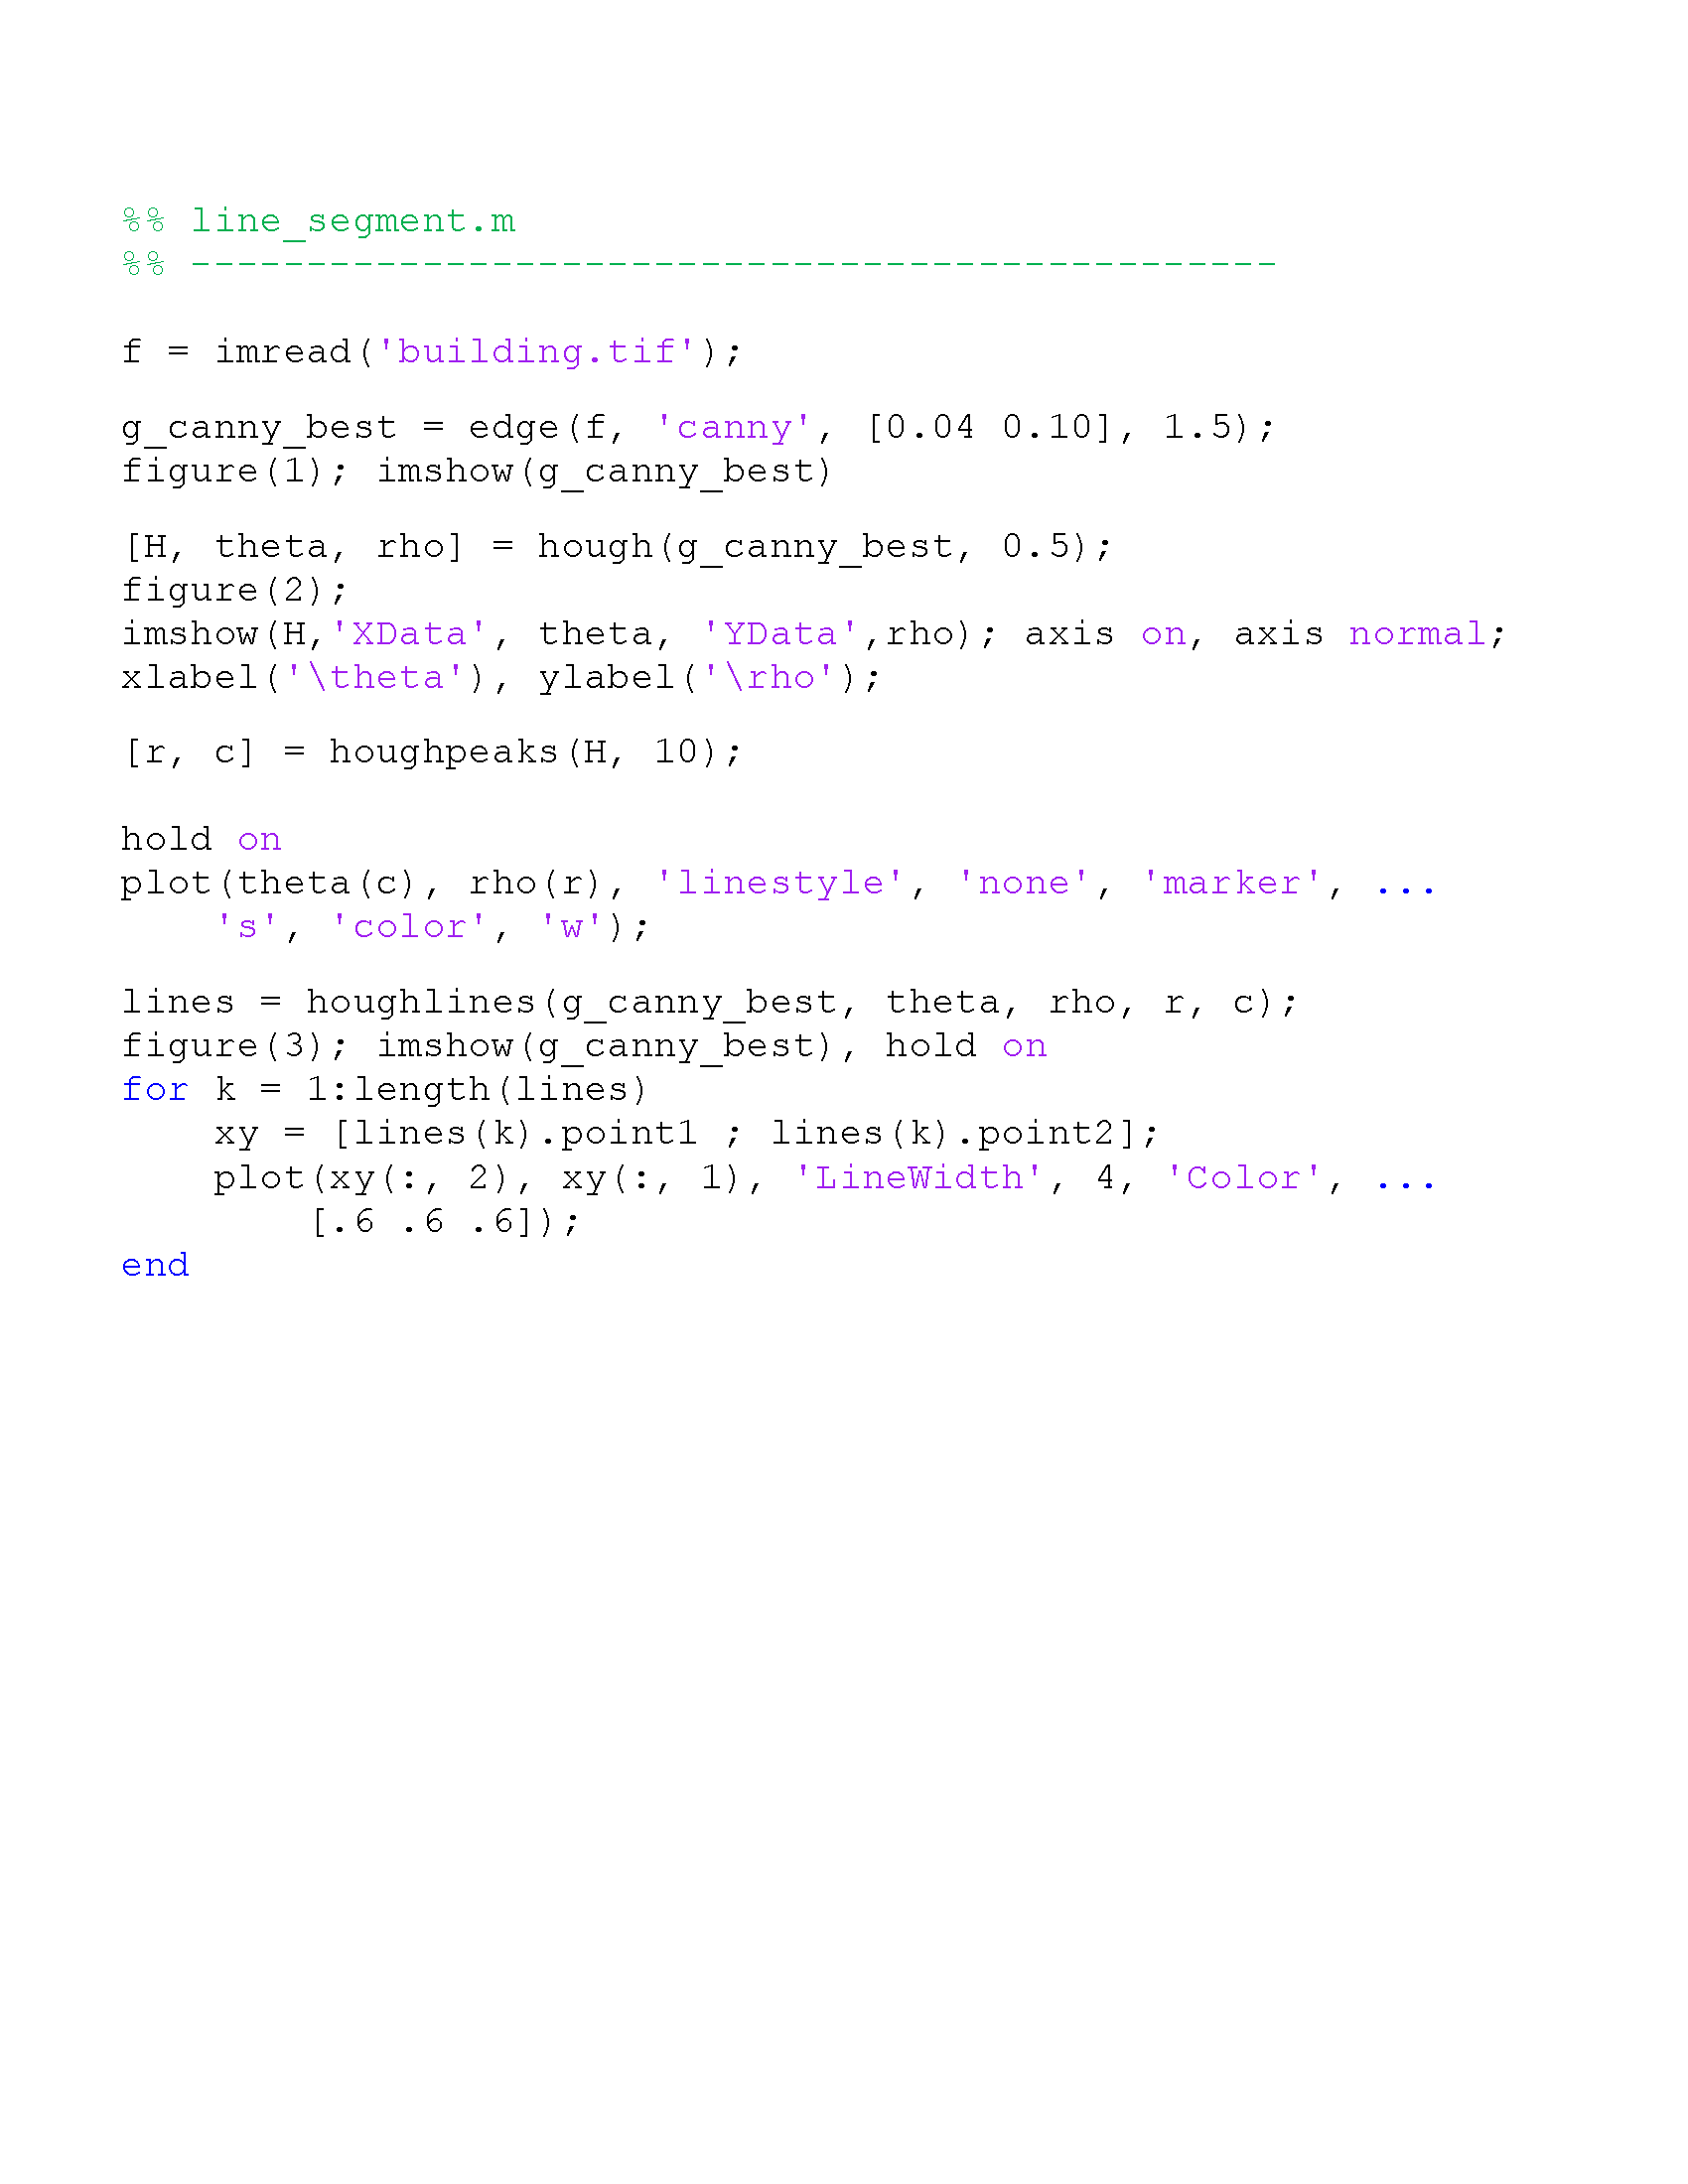 %% line_segment.m
%% -----------------------------------------------
f = imread('building.tif');
g_canny_best = edge(f, 'canny', [0.04 0.10], 1.5);
figure(1); imshow(g_canny_best)
[H, theta, rho] = hough(g_canny_best, 0.5);
figure(2);
imshow(H,'XData', theta, 'YData',rho); axis on, axis normal;
xlabel('\theta'), ylabel('\rho');
[r, c] = houghpeaks(H, 10);
hold on
plot(theta(c), rho(r), 'linestyle', 'none', 'marker', ...
    's', 'color', 'w');
lines = houghlines(g_canny_best, theta, rho, r, c);
figure(3); imshow(g_canny_best), hold on
for k = 1:length(lines)
    xy = [lines(k).point1 ; lines(k).point2];
    plot(xy(:, 2), xy(:, 1), 'LineWidth', 4, 'Color', ...
        [.6 .6 .6]);
end